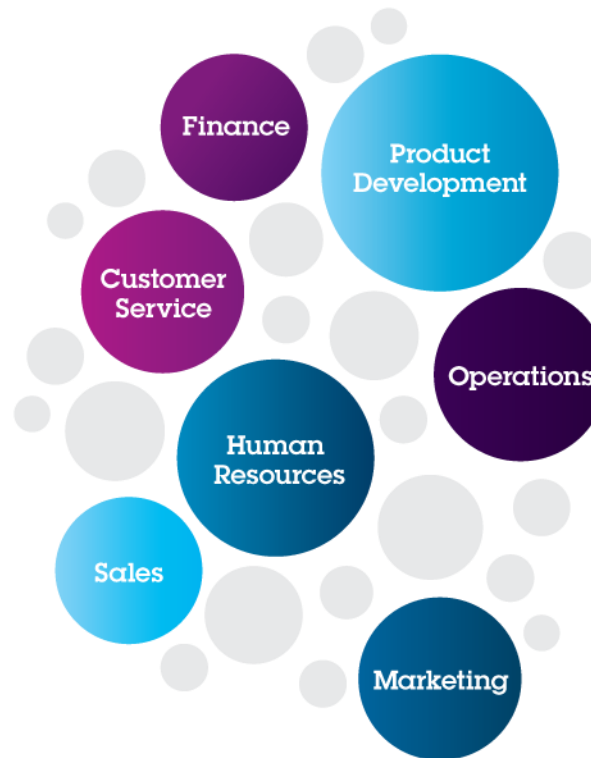 Finance
Product
Development
Customer
Service
Operations
Human
Resources
Sales
Marketing